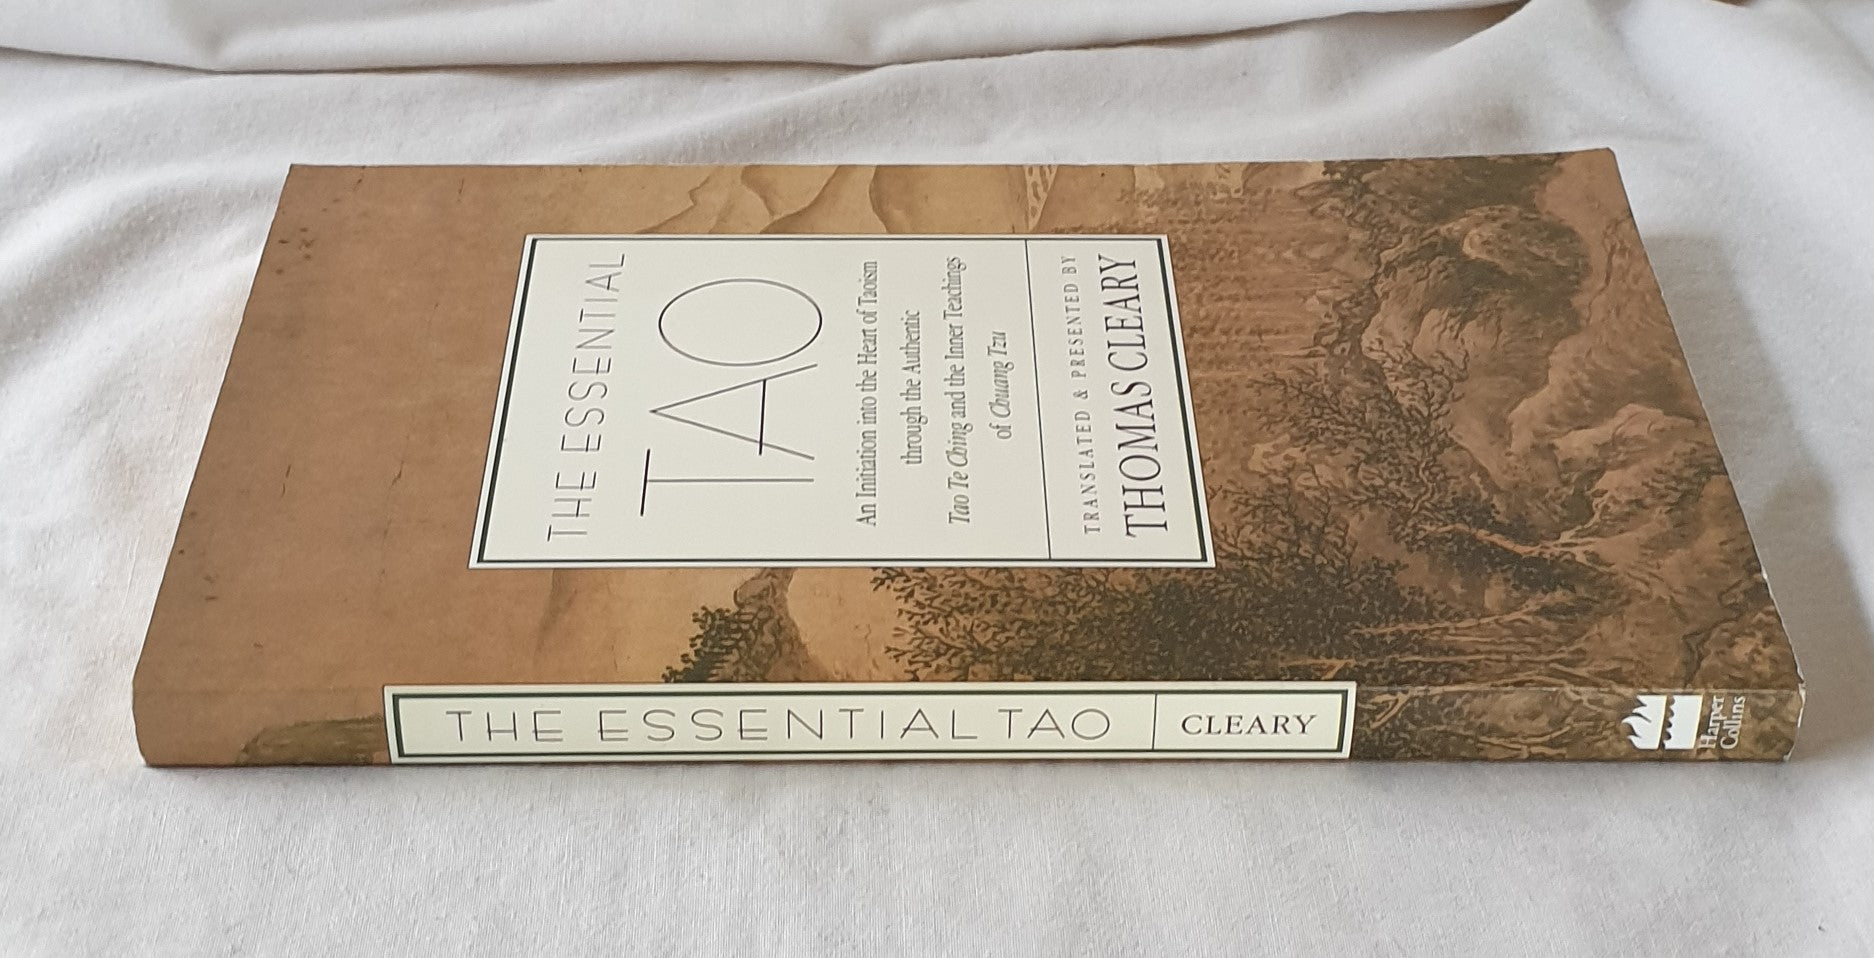 THE ESSENTIAL
TAO
An Initiation into the Heart of Taoism
through the Authentic
Tao Te Ching and the Inner Teachings
of Chuang Tzu
TRANSLATED & PRESENTED BY
THOMAS CLEARY
THE ESSENTIAL TAO
CLEARY
Harper
Collins